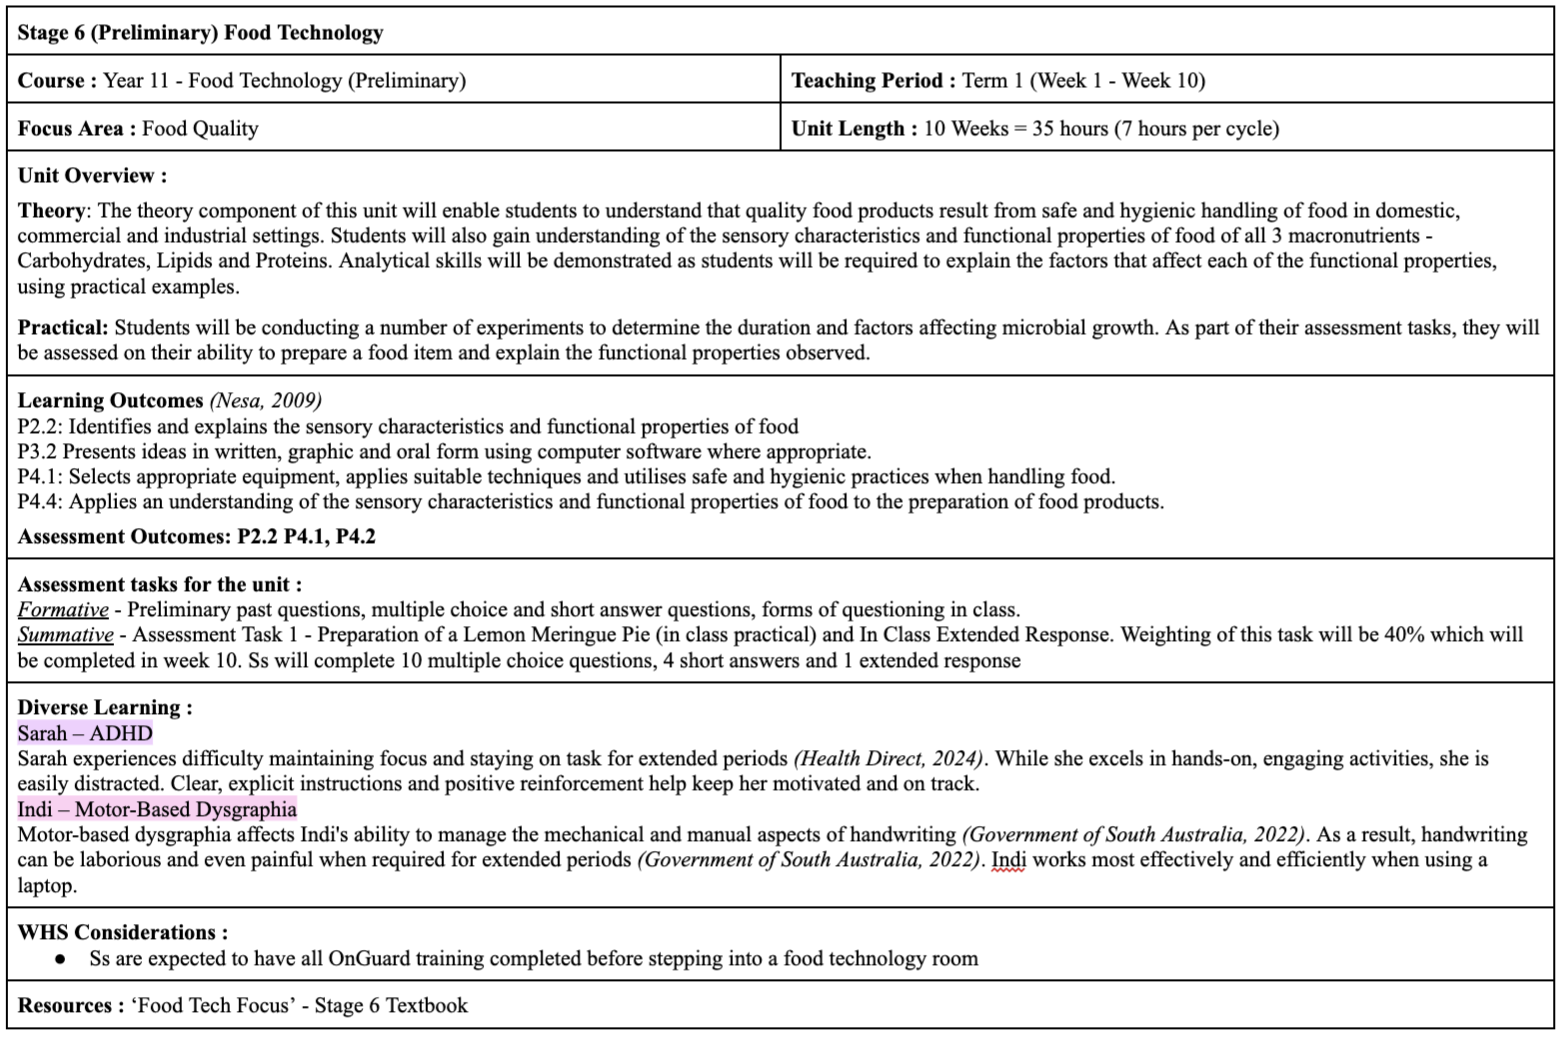 Stage 6 (Preliminary) Food Technology
Course : Year 11 - Food Technology (Preliminary)
Teaching Period : Term 1 (Week 1 - Week 10)
Focus Area : Food Quality
Unit Length : 10 Weeks = 35 hours (7 hours per cycle)
Unit Overview :
Theory: The theory component of this unit will enable students to understand that quality food products result from safe and hygienic handling of food in domestic,
commercial and industrial settings. Students will also gain understanding of the sensory characteristics and functional properties of food of all 3 macronutrients -
Carbohydrates, Lipids and Proteins. Analytical skills will be demonstrated as students will be required to explain the factors that affect each of the functional properties,
using practical examples.
Practical: Students will be conducting a number of experiments to determine the duration and factors affecting microbial growth. As part of their assessment tasks, they will
be assessed on their ability to prepare a food item and explain the functional properties observed.
Learning Outcomes (Nesa, 2009)
P2.2: Identifies and explains the sensory characteristics and functional properties of food
P3.2 Presents ideas in written, graphic and oral form using computer software where appropriate.
P4.1: Selects appropriate equipment, applies suitable techniques and utilises safe and hygienic practices when handling food.
P4.4: Applies an understanding of the sensory characteristics and functional properties of food to the preparation of food products.
Assessment Outcomes: P2.2 P4.1, P4.2
Assessment tasks for the unit :
Formative - Preliminary past questions, multiple choice and short answer questions, forms of questioning in class.
Summative - Assessment Task 1 - Preparation of a Lemon Meringue Pie (in class practical) and In Class Extended Response. Weighting of this task will be 40% which will
be completed in week 10. Ss will complete 10 multiple choice questions, 4 short answers and 1 extended response
Diverse Learning :
Sarah – ADHD
Sarah experiences difficulty maintaining focus and staying on task for extended periods (Health Direct, 2024). While she excels in hands-on, engaging activities, she is
easily distracted. Clear, explicit instructions and positive reinforcement help keep her motivated and on track.
Indi – Motor-Based Dysgraphia
Motor-based dysgraphia affects Indi's ability to manage the mechanical and manual aspects of handwriting (Government of South Australia, 2022). As a result, handwriting
can be laborious and even painful when required for extended periods (Government of South Australia, 2022). Indi works most effectively and efficiently when using a
laptop.
WHS Considerations :
● Ss are expected to have all OnGuard training completed before stepping into a food technology room
Resources : ‘Food Tech Focus’ - Stage 6 Textbook